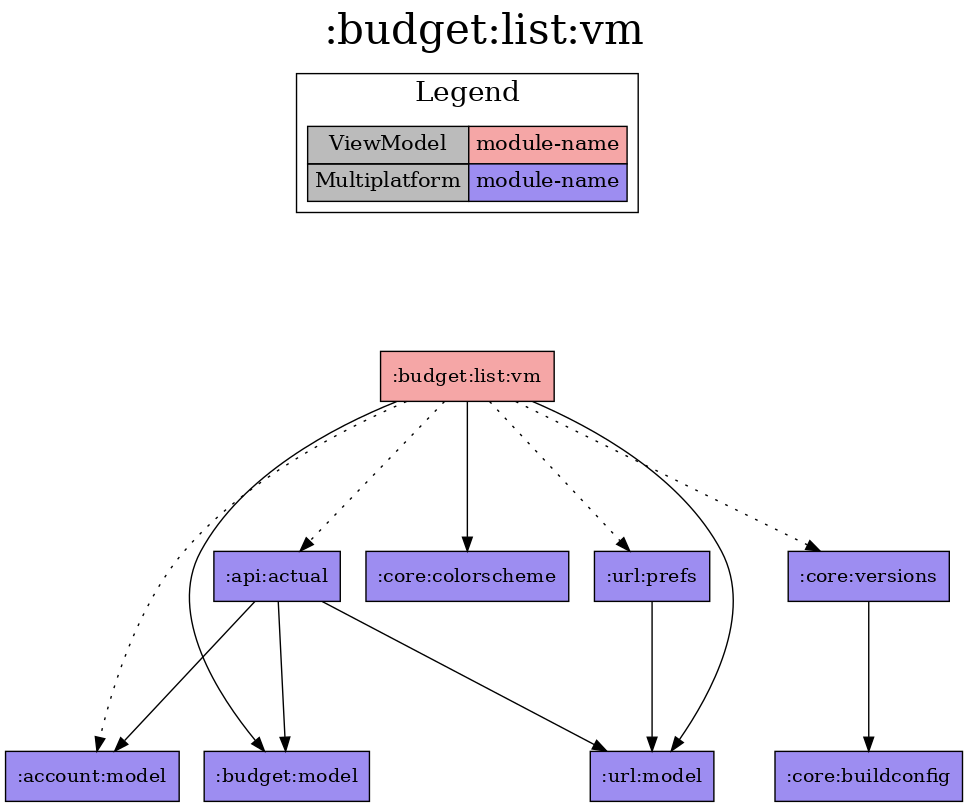 :budget:list:vm
Legend
ViewModel module-name
Multiplatform module-name
:budget:list:vm
:api:actual :core:colorscheme :url:prefs :core:versions
:account:model :budget:model :url:model :core:buildconfig